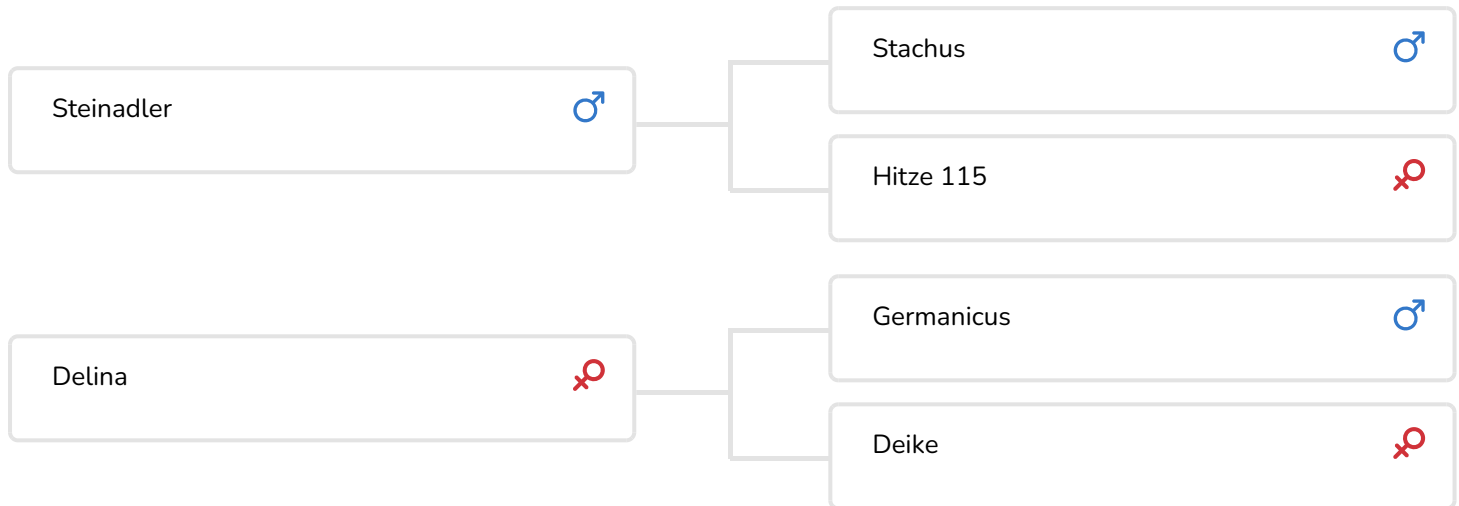 Stachus
Steinadler
Hitze 115
Germanicus
Delina
Deike